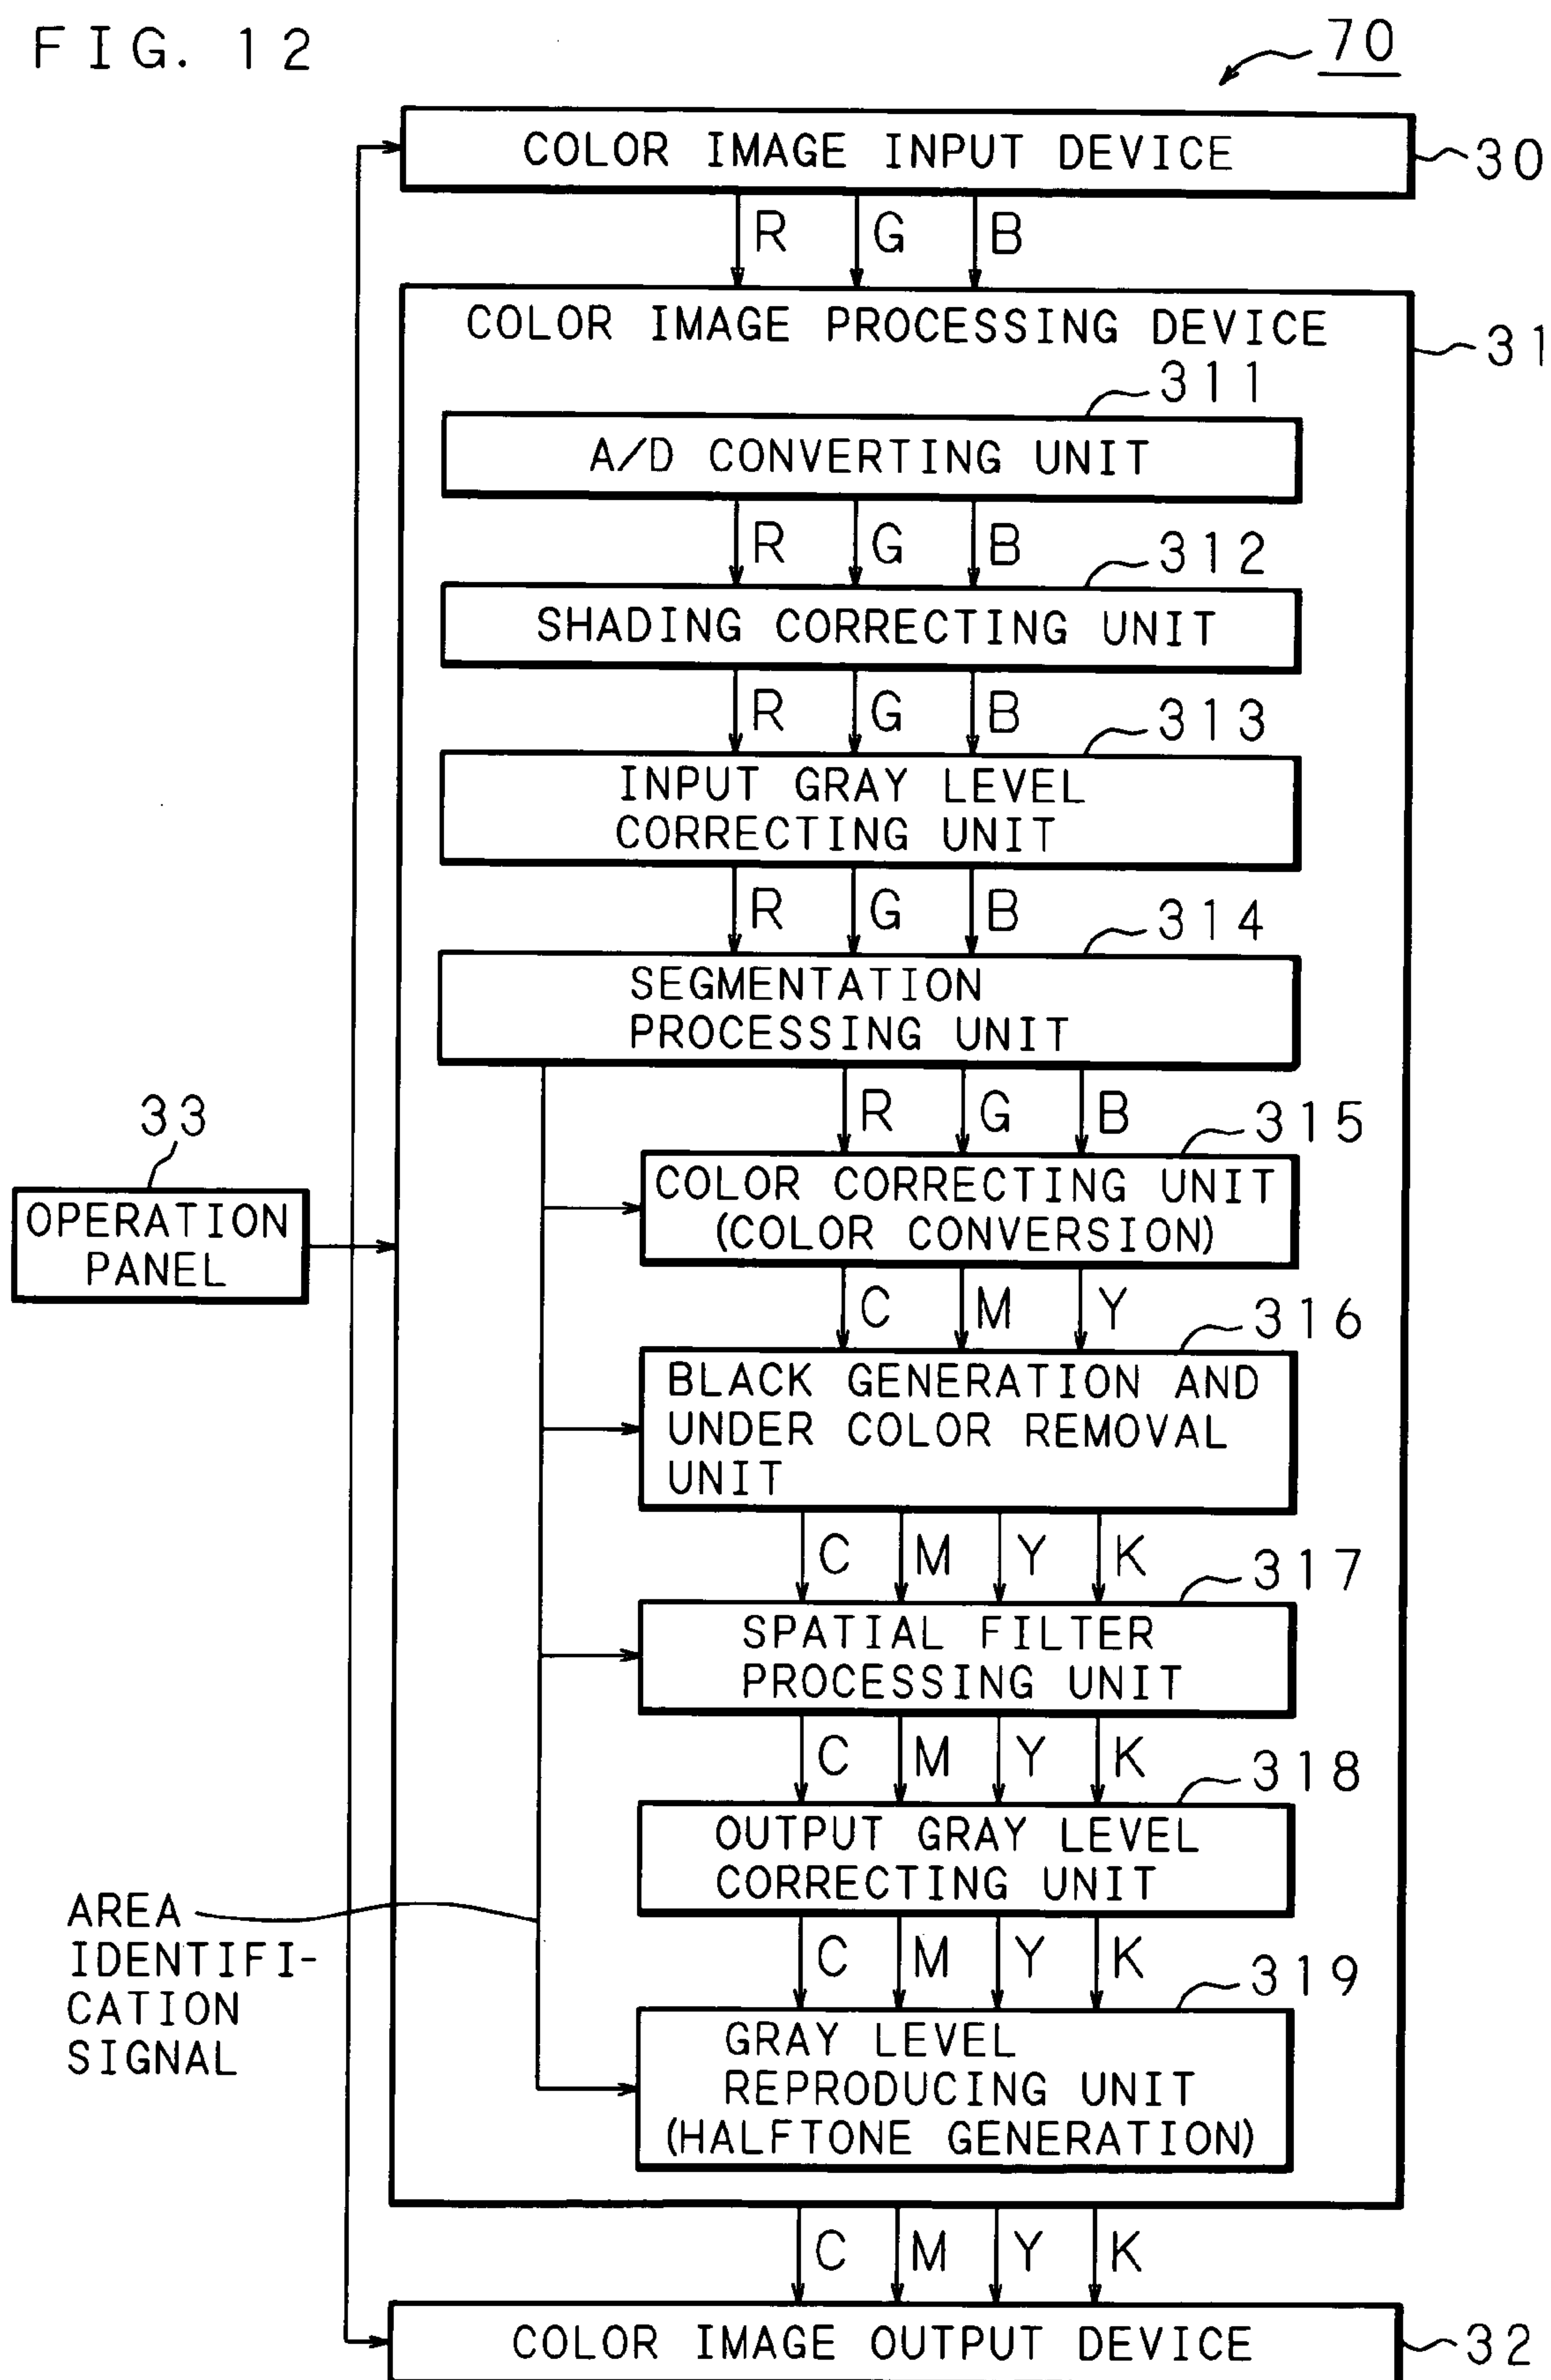 FIG. 12
70
COLOR IMAGE INPUT DEVICE
30
R G B
COLOR IMAGE PROCESSING DEVICE
31
311
A/D CONVERTING UNIT
R G B
312
SHADING CORRECTING UNIT
R G B
313
INPUT GRAY LEVEL
CORRECTING UNIT
R G B
314
SEGMENTATION
PROCESSING UNIT
R G B
315
COLOR CORRECTING UNIT
(COLOR CONVERSION)
33
OPERATION
PANEL
C M Y
316
BLACK GENERATION AND
UNDER COLOR REMOVAL
UNIT
C M Y K
317
SPATIAL FILTER
PROCESSING UNIT
C M Y K
318
OUTPUT GRAY LEVEL
CORRECTING UNIT
AREA
IDENTIFI-
CATION
SIGNAL
C M Y K
319
GRAY LEVEL
REPRODUCING UNIT
(HALFTONE GENERATION)
C M Y K
COLOR IMAGE OUTPUT DEVICE
32